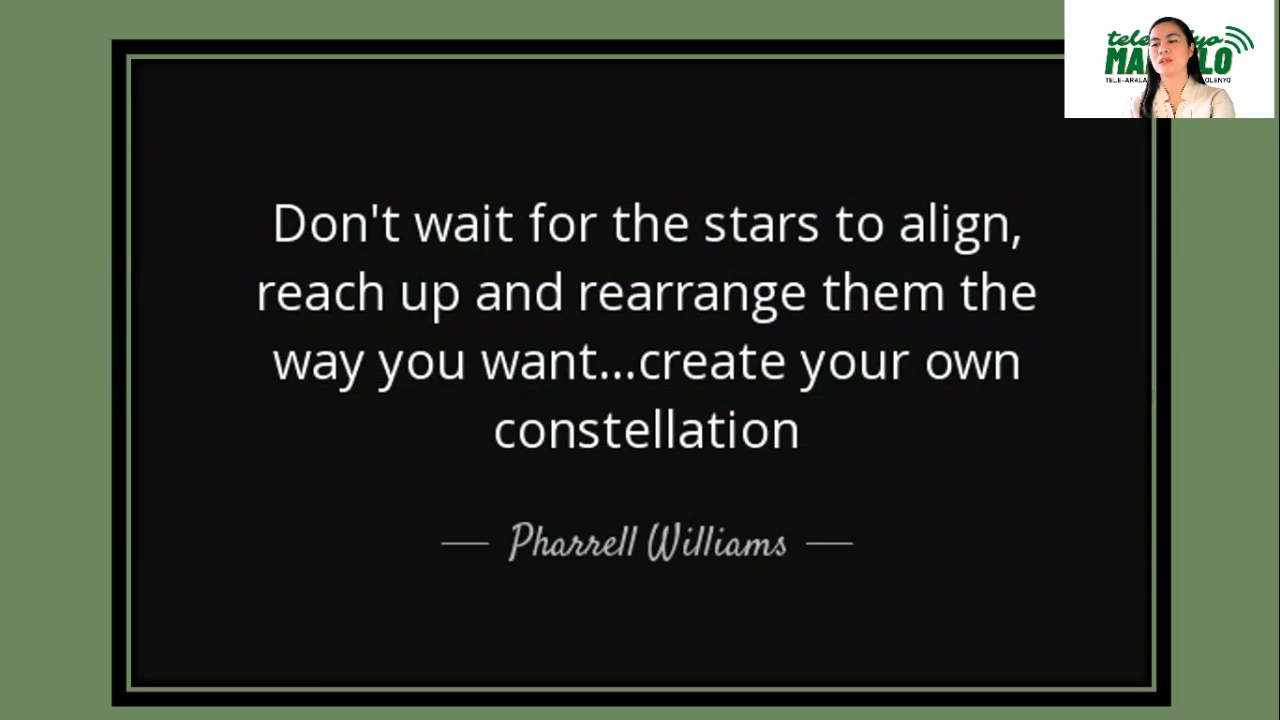 Don't wait for the stars to align,
reach up and rearrange them the
way you want...create your own
constellation
Pharrell Williams